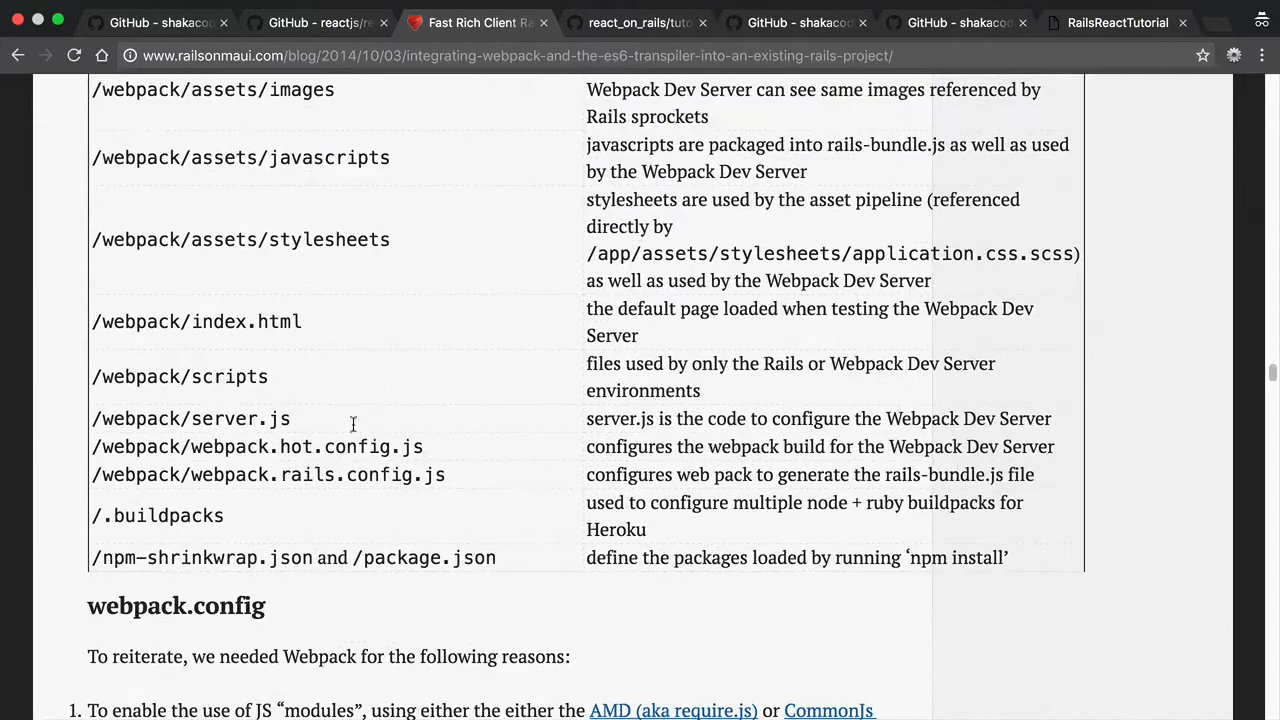 GitHub - shakacod
GitHub - reactjs/re
Fast Rich Client Ra
react_on_rails/tuto
GitHub - shakacod
GitHub - shakacod
RailsReactTutorial
www.railsonmaui.com/blog/2014/10/03/integrating-webpack-and-the-es6-transpiler-into-an-existing-rails-project/
/webpack/assets/images
Webpack Dev Server can see same images referenced by
Rails sprockets
/webpack/assets/javascripts
javascripts are packaged into rails-bundle.js as well as used
by the Webpack Dev Server
/webpack/assets/stylesheets
stylesheets are used by the asset pipeline (referenced
directly by
/app/assets/stylesheets/application.css.scss)
as well as used by the Webpack Dev Server
/webpack/index.html
the default page loaded when testing the Webpack Dev
Server
/webpack/scripts
files used by only the Rails or Webpack Dev Server
environments
/webpack/server.js
server.js is the code to configure the Webpack Dev Server
/webpack/webpack.hot.config.js
configures the webpack build for the Webpack Dev Server
/webpack/webpack.rails.config.js
configures web pack to generate the rails-bundle.js file
/.buildpacks
used to configure multiple node + ruby buildpacks for
Heroku
/npm-shrinkwrap.json and /package.json
define the packages loaded by running ‘npm install’
webpack.config
To reiterate, we needed Webpack for the following reasons:
1. To enable the use of JS “modules”, using either the either the AMD (aka require.js) or CommonJs